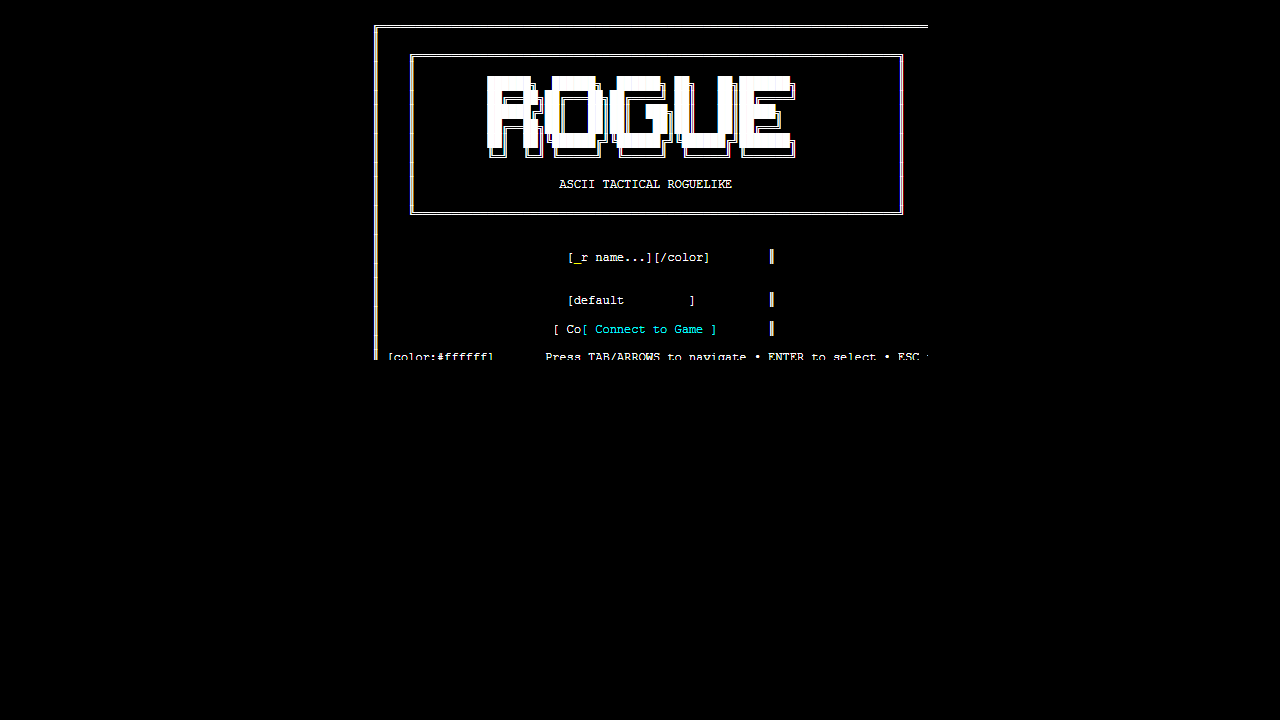 ROGUE
ASCII TACTICAL ROGUELIKE
[_r name...][/color]
[default         ]
[ Co[ Connect to Game ]
[color:#ffffff]       Press TAB/ARROWS to navigate • ENTER to select • ESC